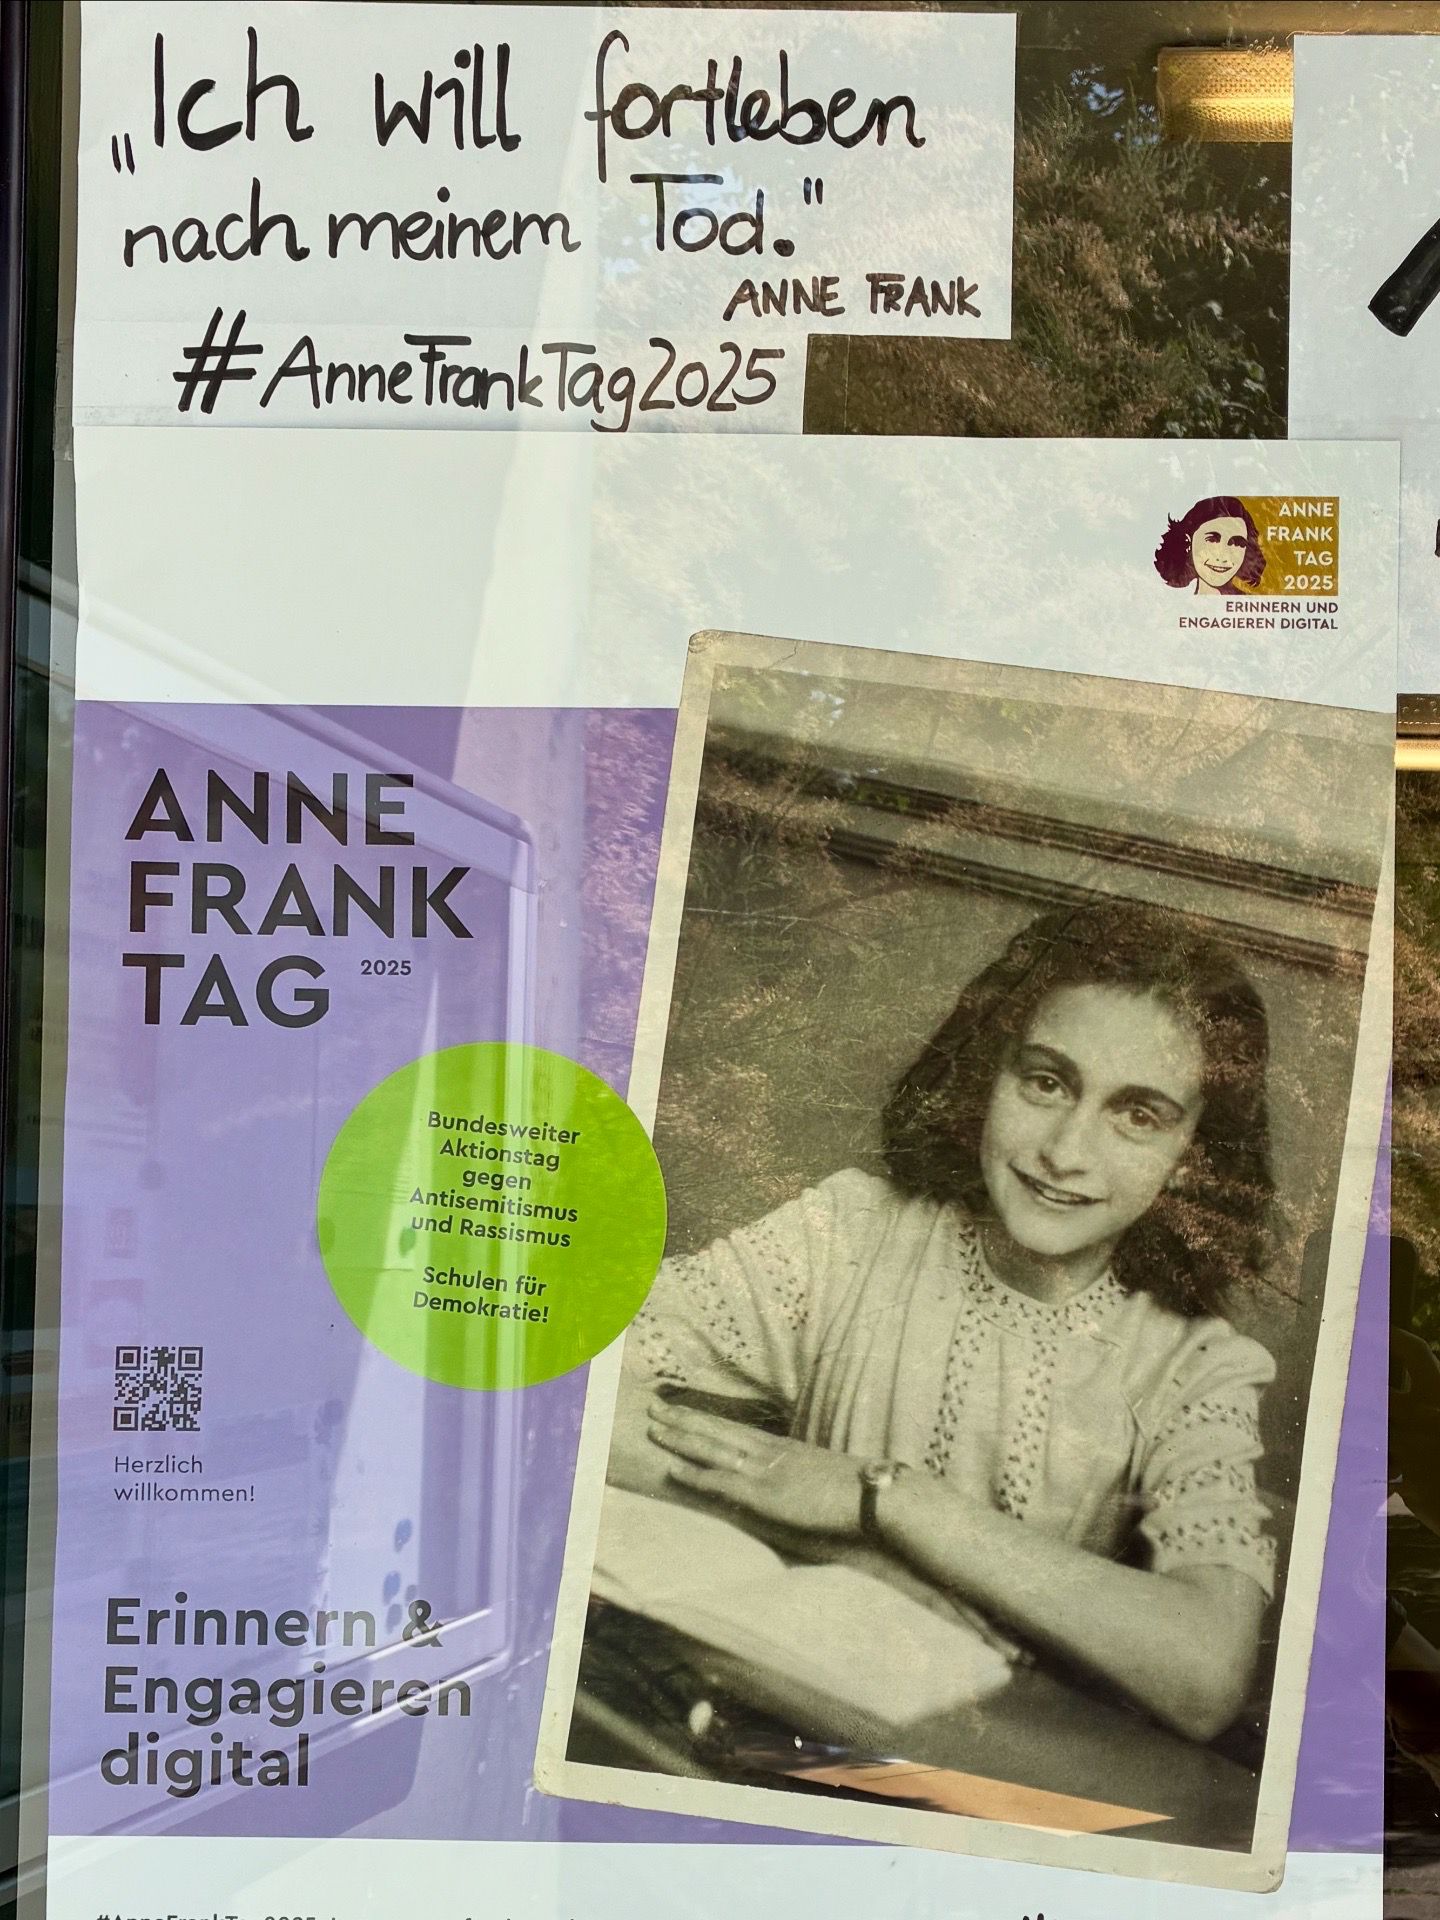 „Ich will fortleben
nach meinem Tod."
ANNE FRANK
#AnneFrankTag2025
ANNE
FRANK
TAG
2025
ERINNERN UND
ENGAGIEREN DIGITAL
ANNE
FRANK
TAG 2025
Bundesweiter
Aktionstag
gegen
Antisemitismus
und Rassismus
Schulen für
Demokratie!
Herzlich
willkommen!
Erinnern &
Engagieren
digital